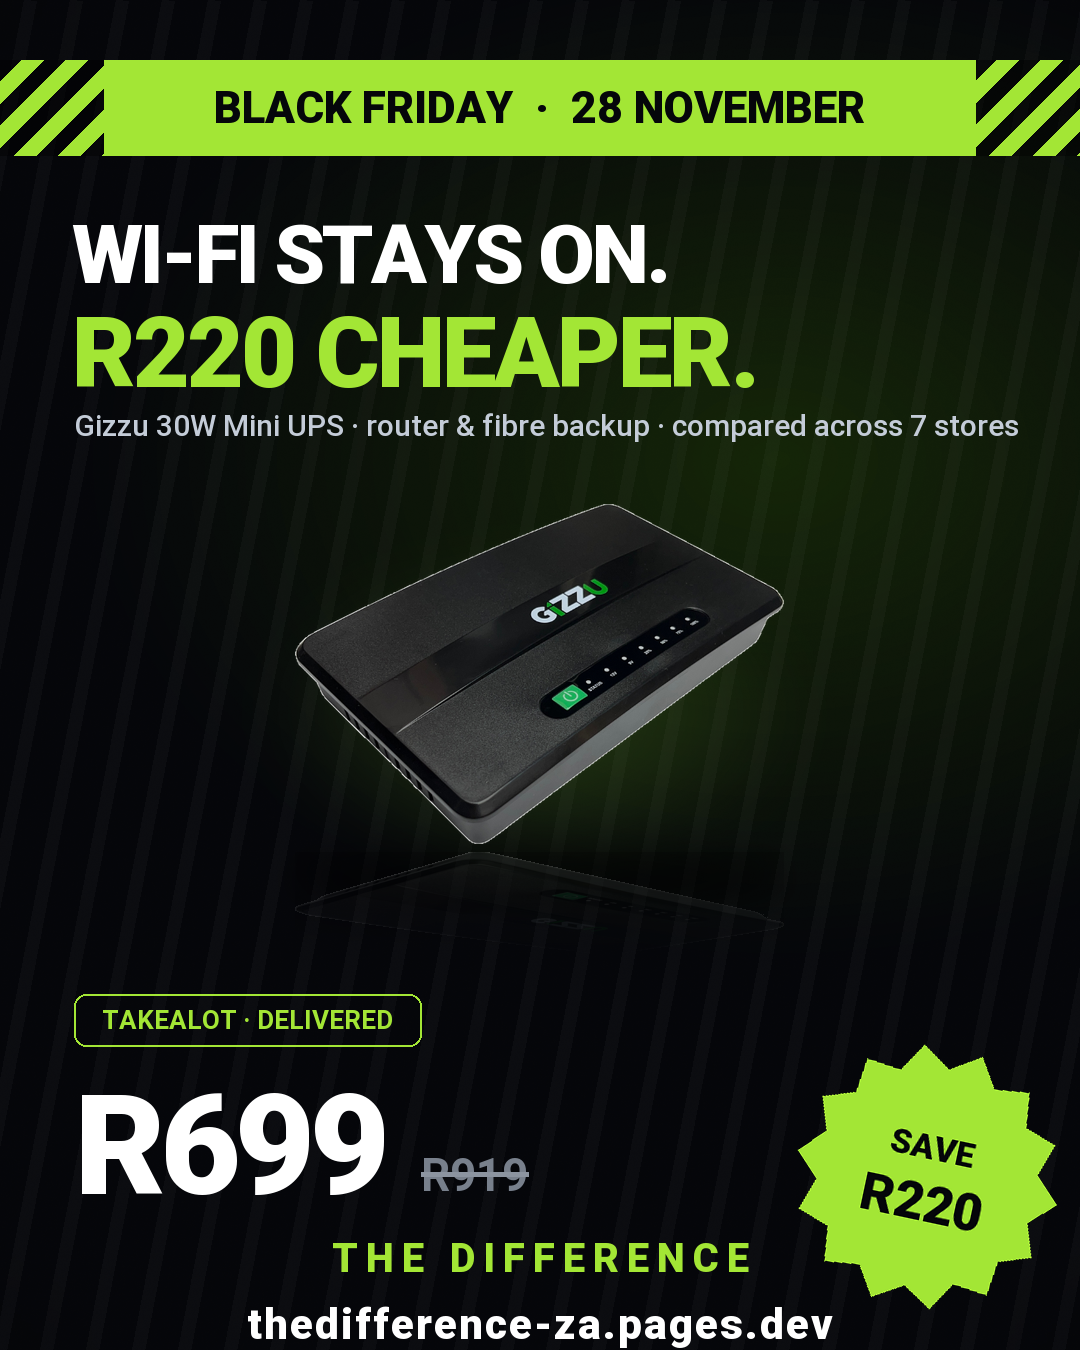 BLACK FRIDAY · 28 NOVEMBER
WI-FI STAYS ON.
R220 CHEAPER.
Gizzu 30W Mini UPS · router & fibre backup · compared across 7 stores
GIZZU
TAKEALOT · DELIVERED
R699 R919
SAVE
R220
THE DIFFERENCE
thedifference-za.pages.dev